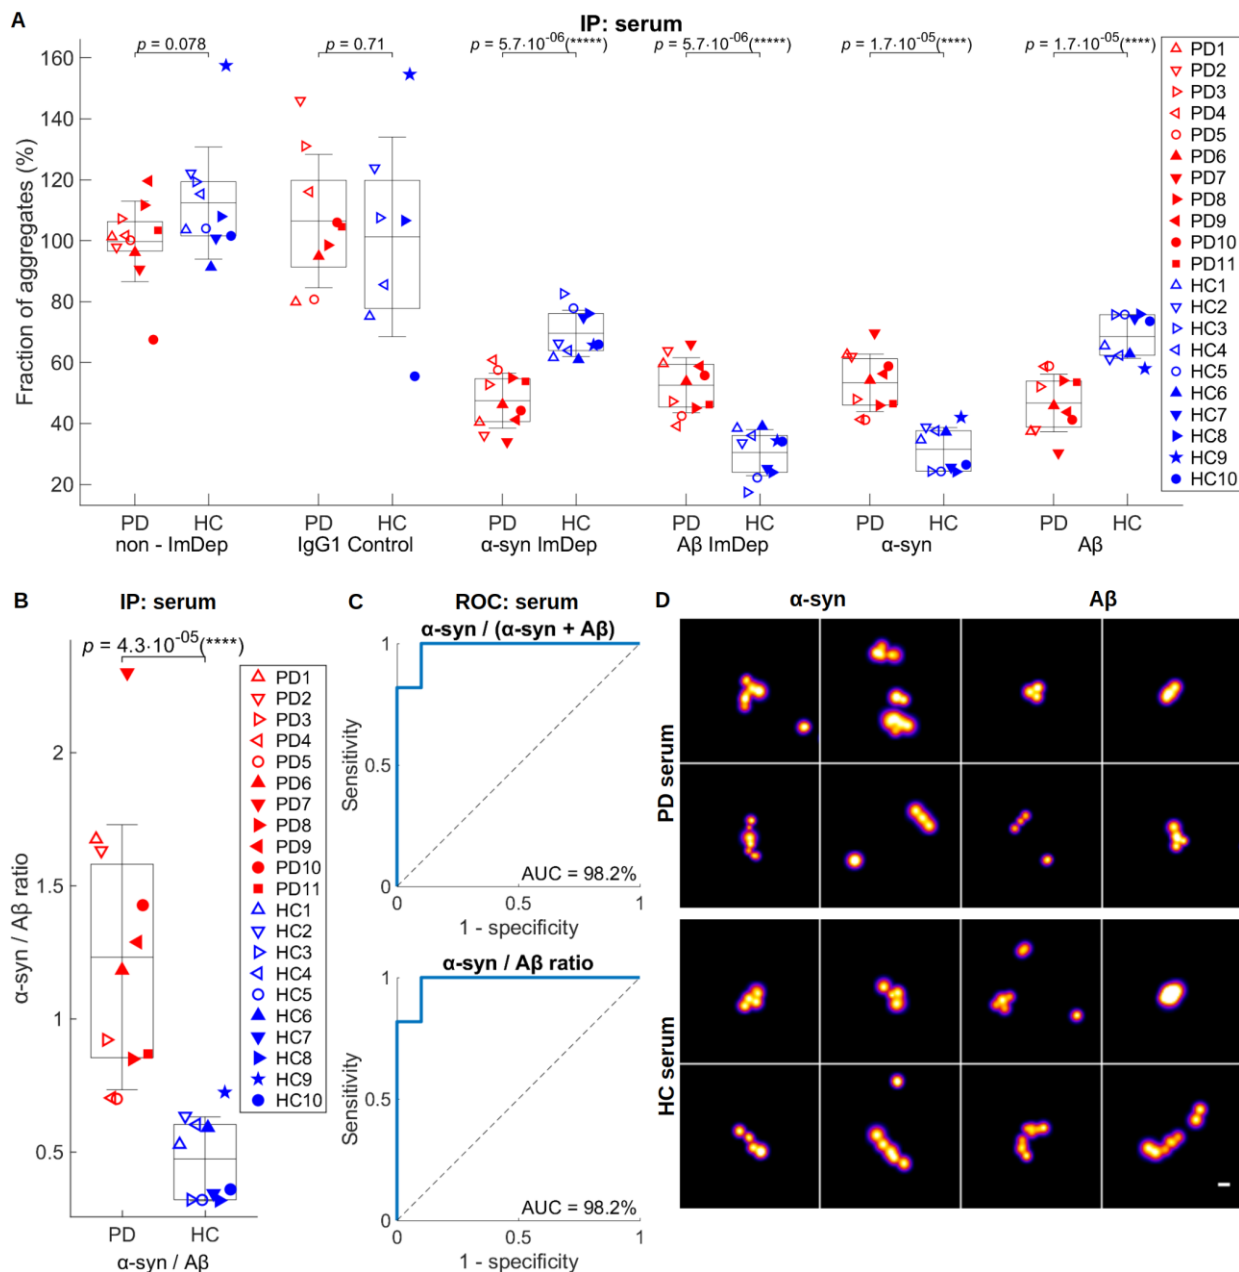 A
IP: serum
p = 0.078
p = 0.71
p = 5.7·10-06(*****)
p = 5.7·10-06(*****)
p = 1.7·10-05(****)
p = 1.7·10-05(****)
Fraction of aggregates (%)
160
140
120
100
80
60
40
20
PD HC PD HC PD HC PD HC PD HC PD HC
non - ImDep IgG1 Control α-syn ImDep Aβ ImDep α-syn Aβ
PD1
PD2
PD3
PD4
PD5
PD6
PD7
PD8
PD9
PD10
PD11
HC1
HC2
HC3
HC4
HC5
HC6
HC7
HC8
HC9
HC10
B
IP: serum
p = 4.3·10-05(****)
α-syn / Aβ ratio
2
1.5
1
0.5
PD HC
α-syn / Aβ
PD1
PD2
PD3
PD4
PD5
PD6
PD7
PD8
PD9
PD10
PD11
HC1
HC2
HC3
HC4
HC5
HC6
HC7
HC8
HC9
HC10
C
ROC: serum
α-syn / (α-syn + Aβ)
Sensitivity
1
0.5
0
AUC = 98.2%
0 0.5 1
1 - specificity
α-syn / Aβ ratio
Sensitivity
1
0.5
0
AUC = 98.2%
0 0.5 1
1 - specificity
D
α-syn Aβ
PD serum
HC serum